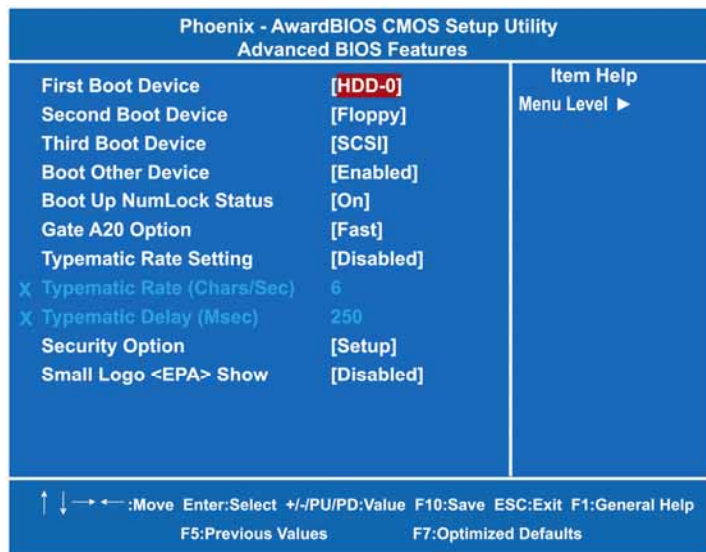 Phoenix - AwardBIOS CMOS Setup Utility
Advanced BIOS Features
First Boot Device [HDD-0]
Second Boot Device [Floppy]
Third Boot Device [SCSI]
Boot Other Device [Enabled]
Boot Up NumLock Status [On]
Gate A20 Option [Fast]
Typematic Rate Setting [Disabled]
X Typematic Rate (Chars/Sec) 6
X Typematic Delay (Msec) 250
Security Option [Setup]
Small Logo <EPA> Show [Disabled]
Item Help
Menu Level ►
↑ ↓ → ← :Move Enter:Select +/-/PU/PD:Value F10:Save ESC:Exit F1:General Help
F5:Previous Values F7:Optimized Defaults